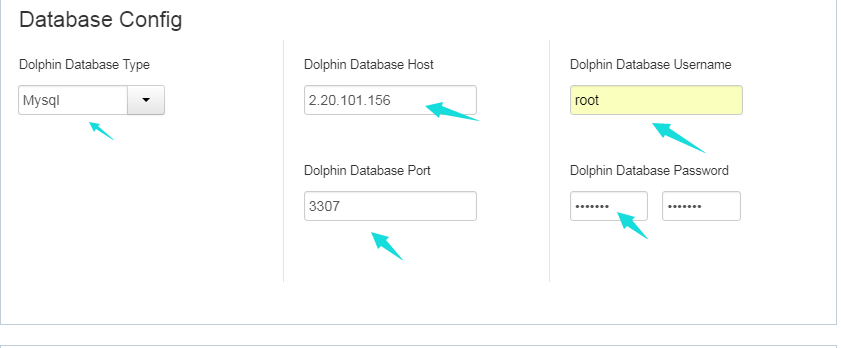 Database Config
Dolphin Database Type
Mysql
Dolphin Database Host
2.20.101.156
Dolphin Database Port
3307
Dolphin Database Username
root
Dolphin Database Password
••••••• •••••••